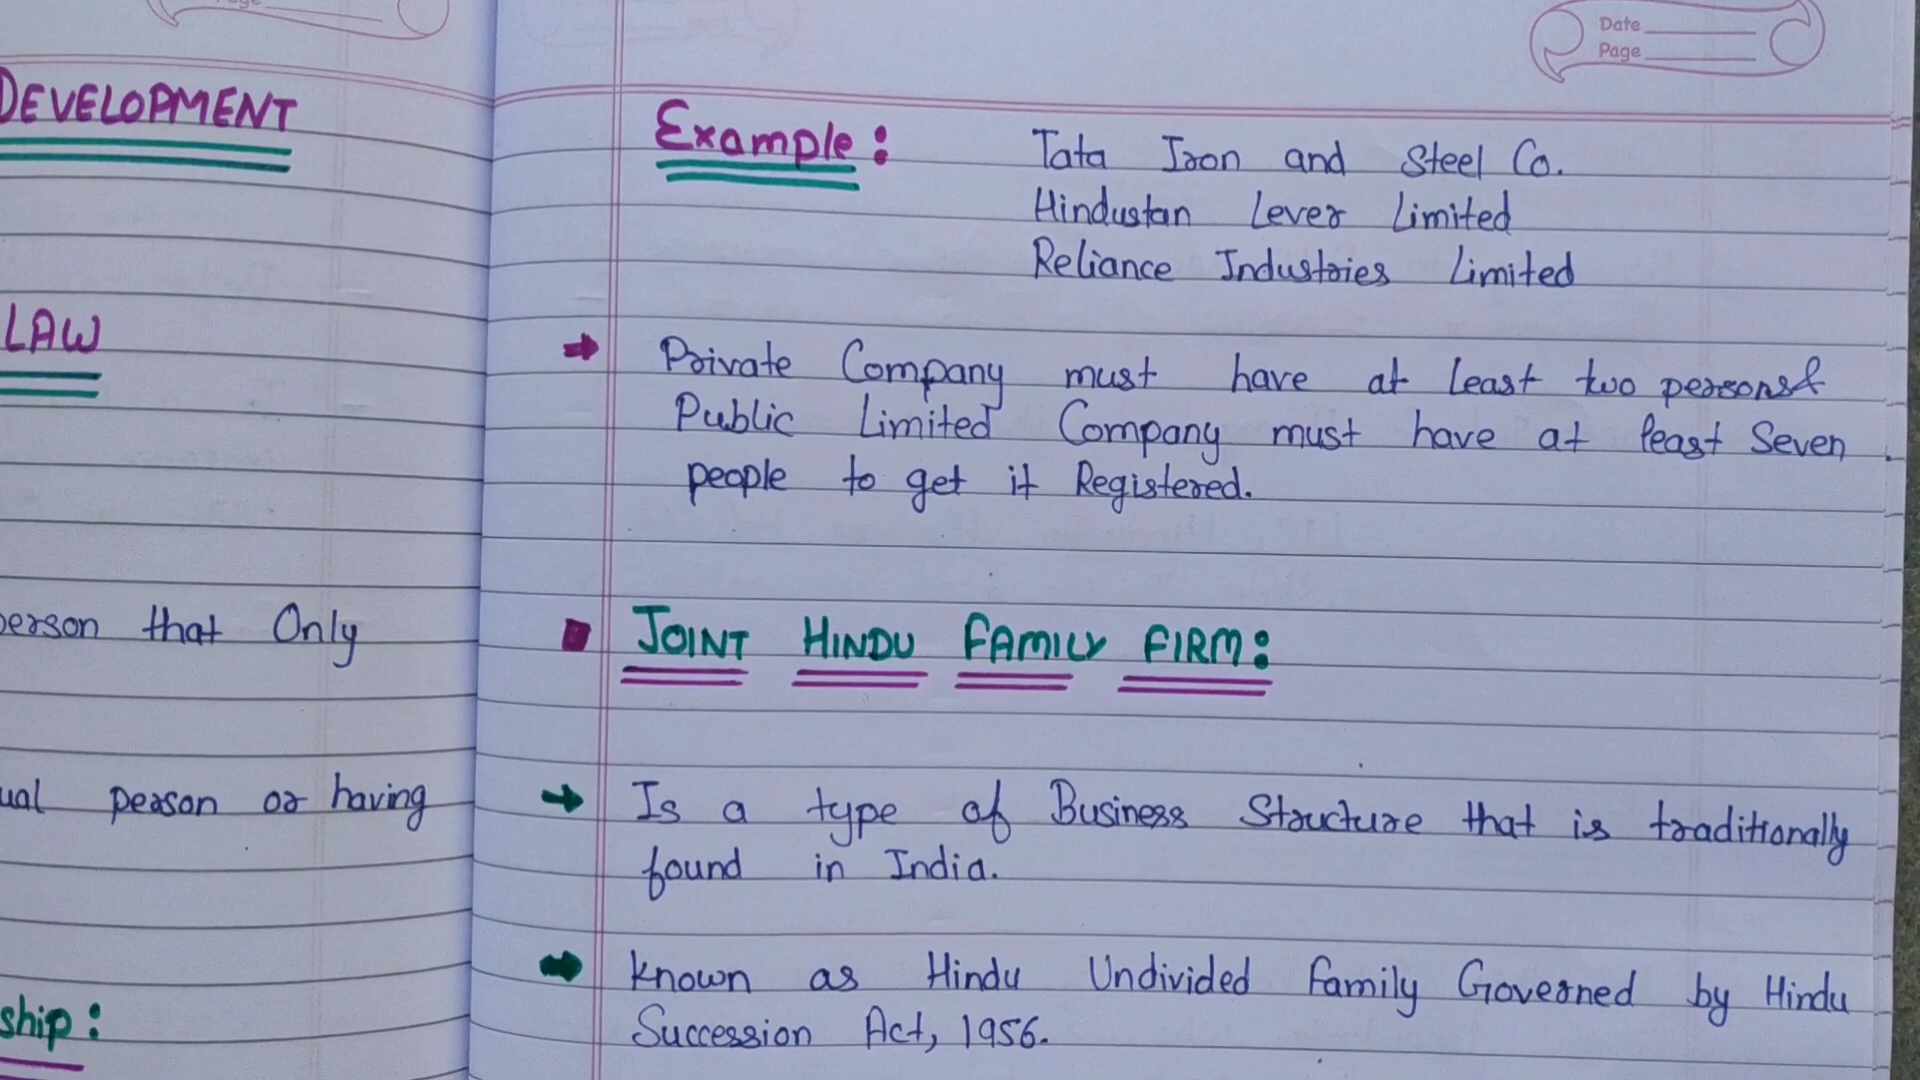 DEVELOPMENT
LAW
person that Only
ual person or having
ship:
Date
Page
Example: Tata Iron and Steel Co.
Hindustan Lever Limited
Reliance Industries Limited
Private Company must have at least two persons &
Public Limited Company must have at least Seven
people to get it Registered.
JOINT HINDU FAMILY FIRM:
Is a type of Business Structure that is traditionally
found in India.
Known as Hindu Undivided Family Governed by Hindu
Succession Act, 1956.